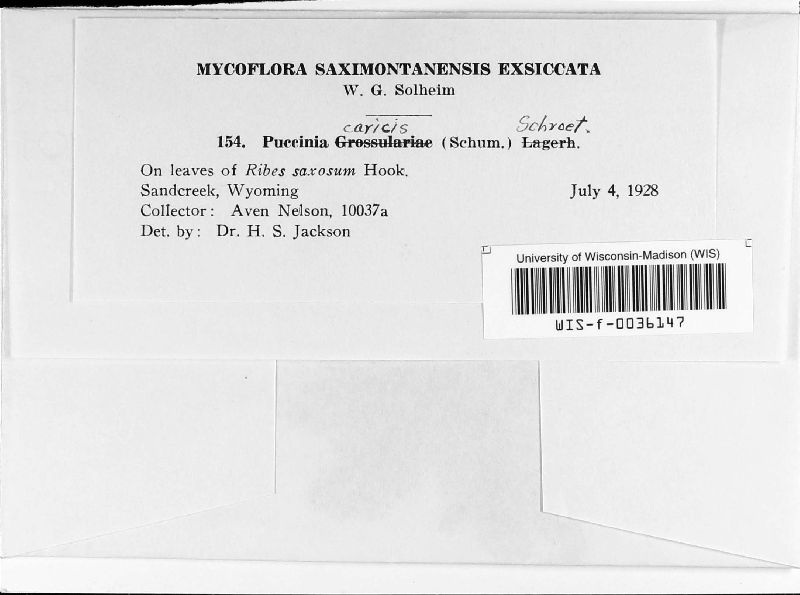 MYCOFLORA SAXIMONTANENSIS EXSICCATA
W. G. Solheim
caricis Schroet.
154. Puccinia Grossulariae (Schum.) Lagerh.
On leaves of Ribes saxosum Hook.
Sandcreek, Wyoming July 4, 1928
Collector: Aven Nelson, 10037a
Det. by: Dr. H. S. Jackson
University of Wisconsin-Madison (WIS)
WIS-f-0036147